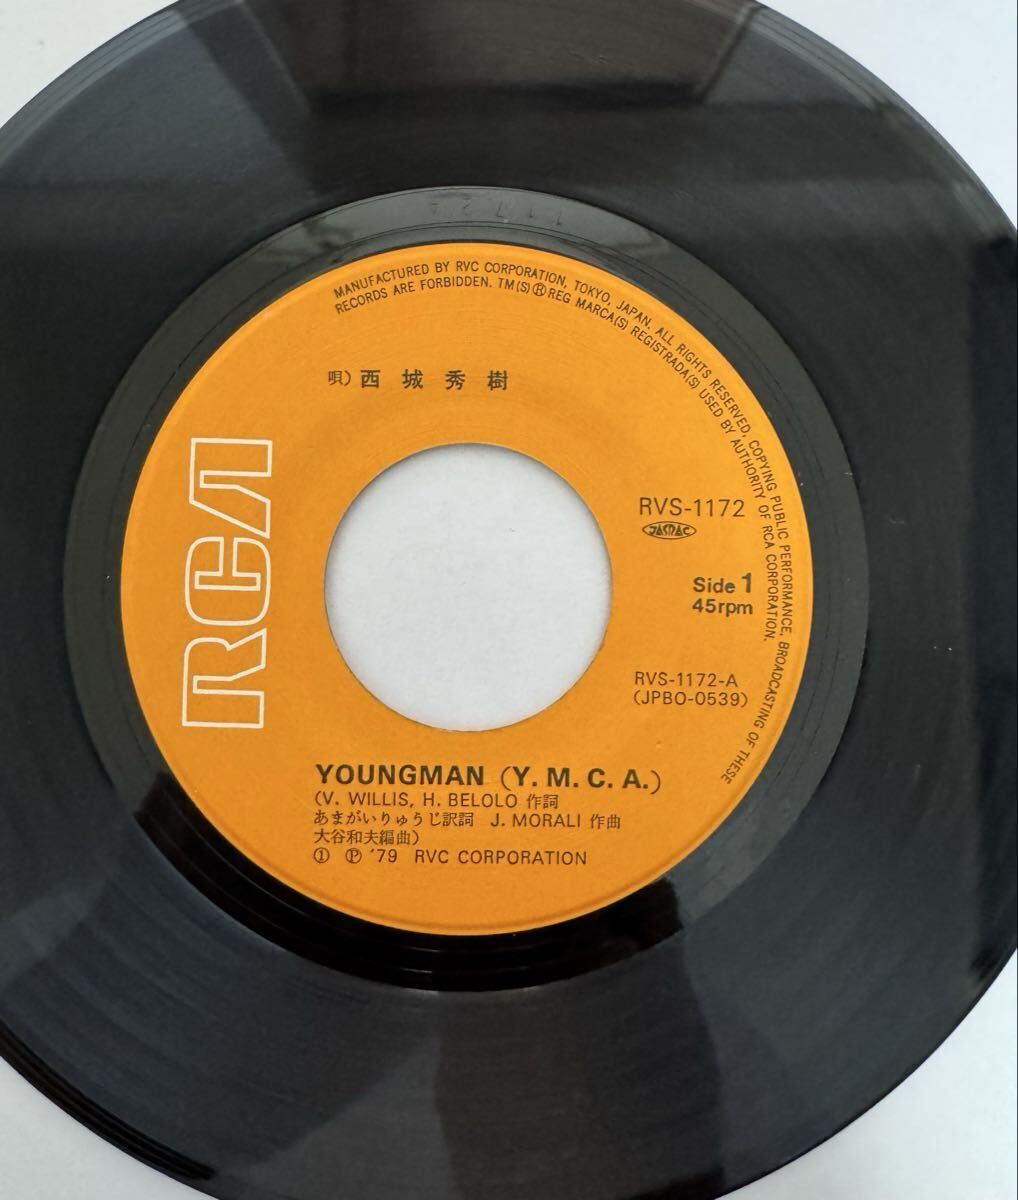 MANUFACTURED BY RVC CORPORATION, TOKYO, JAPAN. ALL RIGHTS RESERVED, COPYING PUBLIC PERFORMANCE, BROADCASTING OF THESE
RECORDS ARE FORBIDDEN. TM(S) ® REG MARCA(S) REGISTRADA(S) USED BY AUTHORITY OF RCA CORPORATION.
唄) 西城秀樹
RCA
RVS-1172
JASRAC
Side 1
45rpm
RVS-1172-A
(JPBO-0539)
YOUNGMAN (Y. M. C. A.)
(V. WILLIS, H. BELOLO 作詞
あまがいりゅうじ訳詞 J. MORALI 作曲
大谷和夫編曲)
① Ⓟ '79 RVC CORPORATION